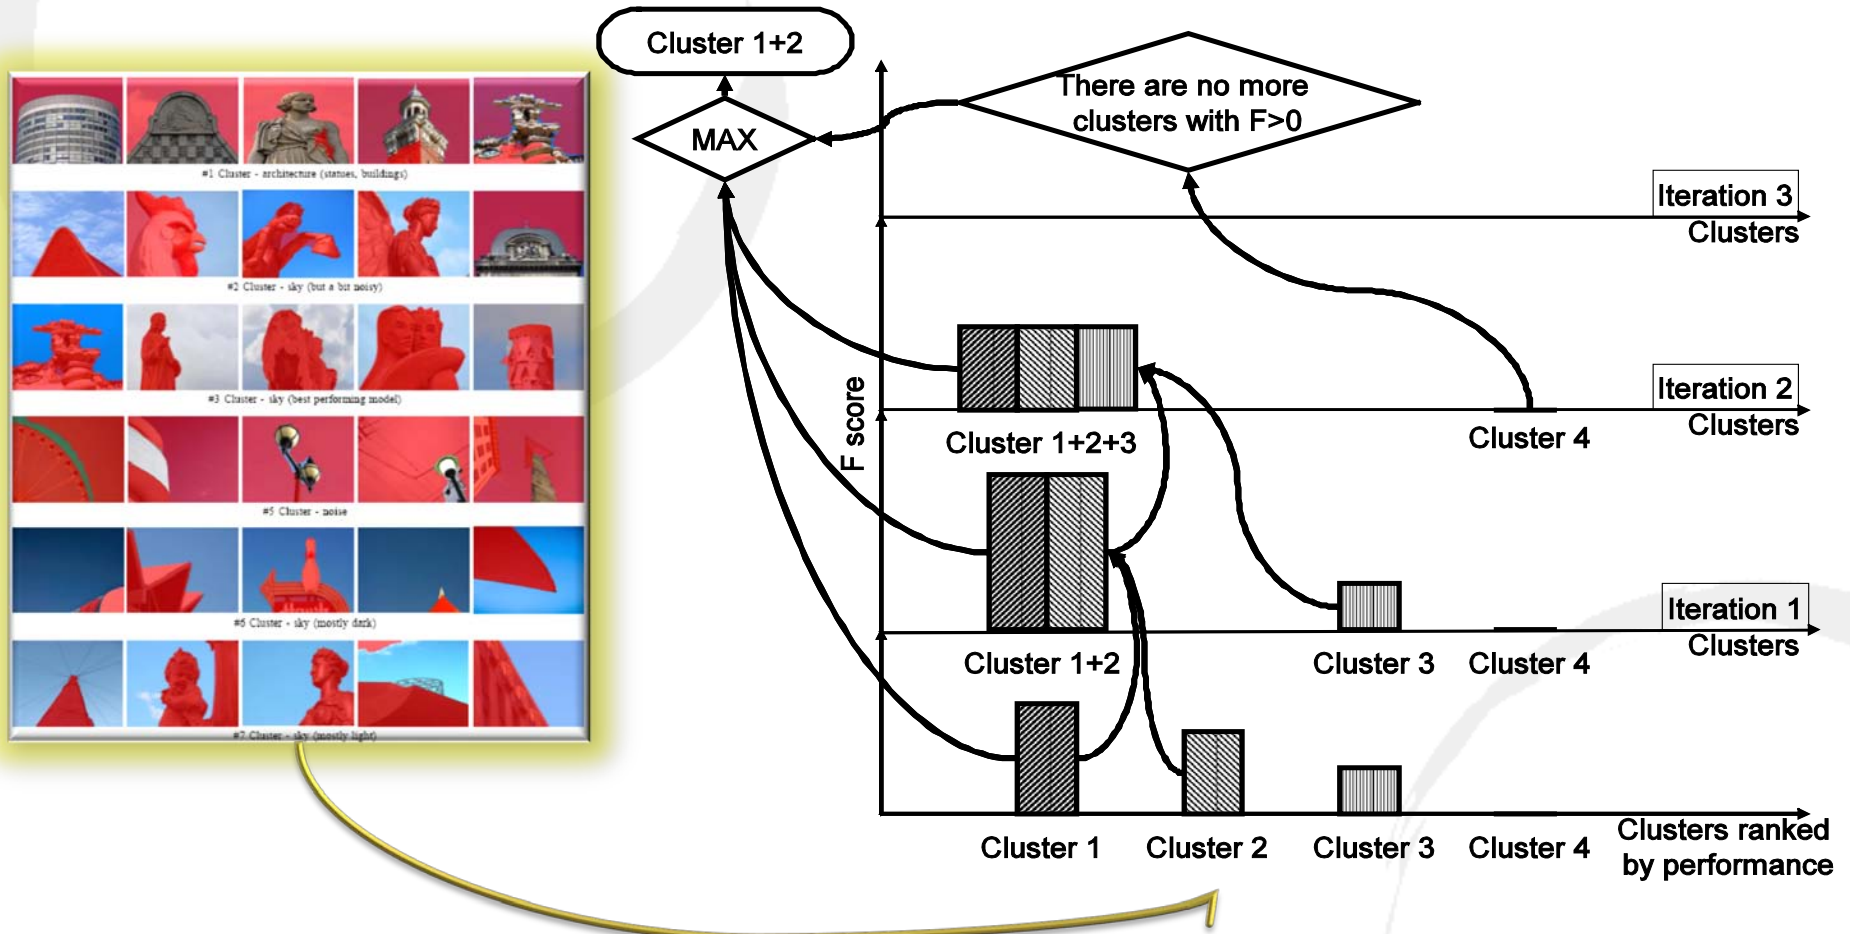 Cluster 1+2
MAX
There are no more
clusters with F>0
#1 Cluster - architecture (statues, buildings)
#2 Cluster - sky (but a bit noisy)
#3 Cluster - sky (best performing model)
#5 Cluster - noise
#6 Cluster - sky (mostly dark)
#7 Cluster - sky (mostly light)
F score
Iteration 3
Clusters
Iteration 2
Clusters
Cluster 1+2+3
Cluster 4
Iteration 1
Clusters
Cluster 1+2
Cluster 3
Cluster 4
Cluster 1
Cluster 2
Cluster 3
Cluster 4
Clusters ranked
by performance